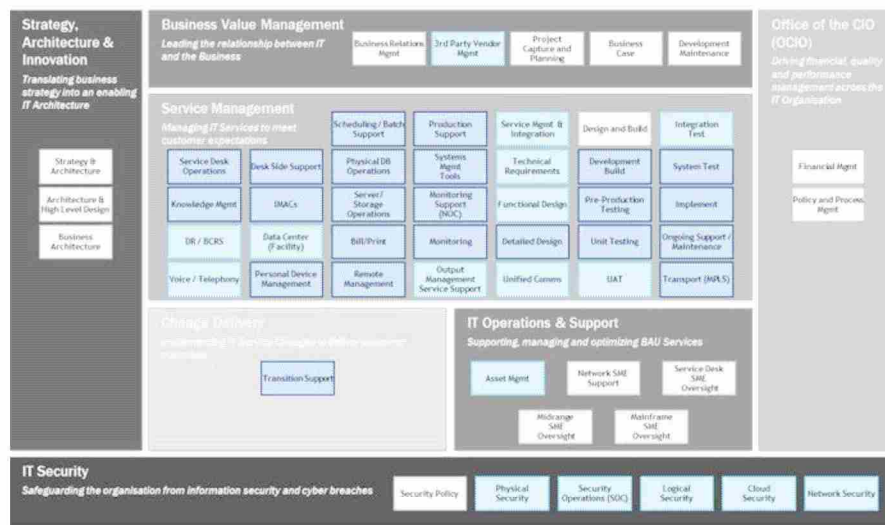 Strategy,
Architecture &
Innovation
Translating business
strategy into an enabling
IT Architecture
Strategy &
Architecture
Architecture &
High Level Design
Business
Architecture
Business Value Management
Leading the relationship between IT
and the Business
Business Relations
Mgmt
3rd Party Vendor
Mgmt
Project
Capture and
Planning
Business
Case
Development
Maintenance
Office of the CIO
(OCIO)
Driving financial, quality
and performance
management across the
IT Organisation
Financial Mgmt
Policy and Process
Mgmt
Service Management
Managing IT Services to meet
customer expectations
Scheduling / Batch
Support
Production
Support
Service Mgmt &
Integration
Design and Build
Integration
Test
Service Desk
Operations
Desk Side Support
Physical DB
Operations
Systems
Mgmt
Tools
Technical
Requirements
Development
Build
System Test
Knowledge Mgmt
IMACs
Server/
Storage
Operations
Monitoring
Support
(NOC)
Functional Design
Pre-Production
Testing
Implement
DR / BCRS
Data Center
(Facility)
Bill/Print
Monitoring
Detailed Design
Unit Testing
Ongoing Support /
Maintenance
Voice / Telephony
Personal Device
Management
Remote
Management
Output
Management
Service Support
Unified Comms
UAT
Transport (MPLS)
Change Delivery
Transition Support
IT Operations & Support
Supporting, managing and optimizing BAU Services
Asset Mgmt
Network SME
Support
Service Desk
SME
Oversight
Midrange
SME
Oversight
Mainframe
SME
Oversight
IT Security
Safeguarding the organisation from information security and cyber breaches
Security Policy
Physical
Security
Security
Operations (SOC)
Logical
Security
Cloud
Security
Network Security